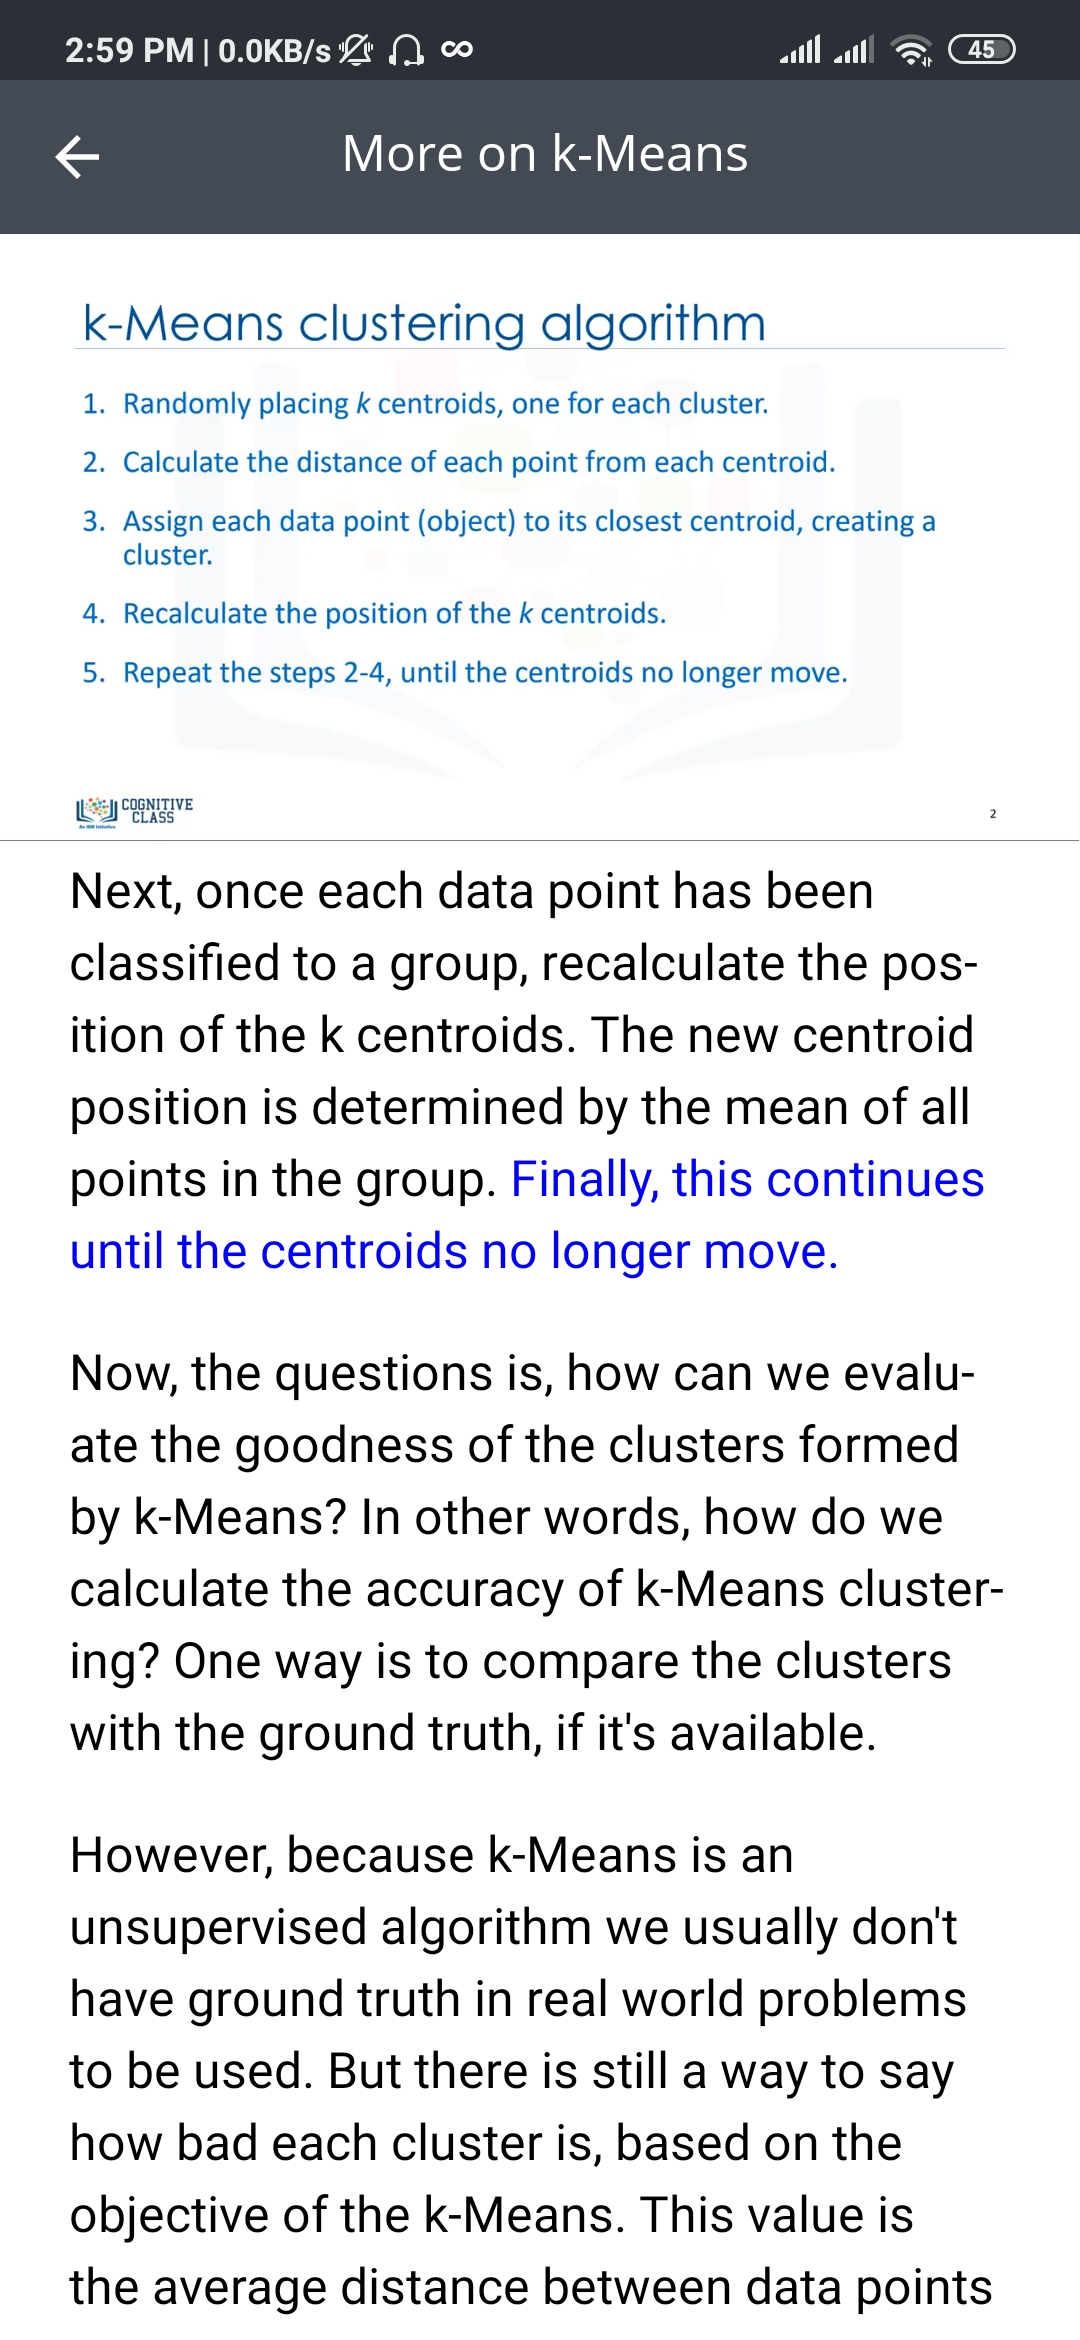 2:59 PM | 0.0KB/s
45
More on k-Means
k-Means clustering algorithm
1. Randomly placing k centroids, one for each cluster.
2. Calculate the distance of each point from each centroid.
3. Assign each data point (object) to its closest centroid, creating a
cluster.
4. Recalculate the position of the k centroids.
5. Repeat the steps 2-4, until the centroids no longer move.
COGNITIVE
CLASS
An IBM Initiative
2
Next, once each data point has been
classified to a group, recalculate the pos-
ition of the k centroids. The new centroid
position is determined by the mean of all
points in the group. Finally, this continues
until the centroids no longer move.
Now, the questions is, how can we evalu-
ate the goodness of the clusters formed
by k-Means? In other words, how do we
calculate the accuracy of k-Means cluster-
ing? One way is to compare the clusters
with the ground truth, if it's available.
However, because k-Means is an
unsupervised algorithm we usually don't
have ground truth in real world problems
to be used. But there is still a way to say
how bad each cluster is, based on the
objective of the k-Means. This value is
the average distance between data points